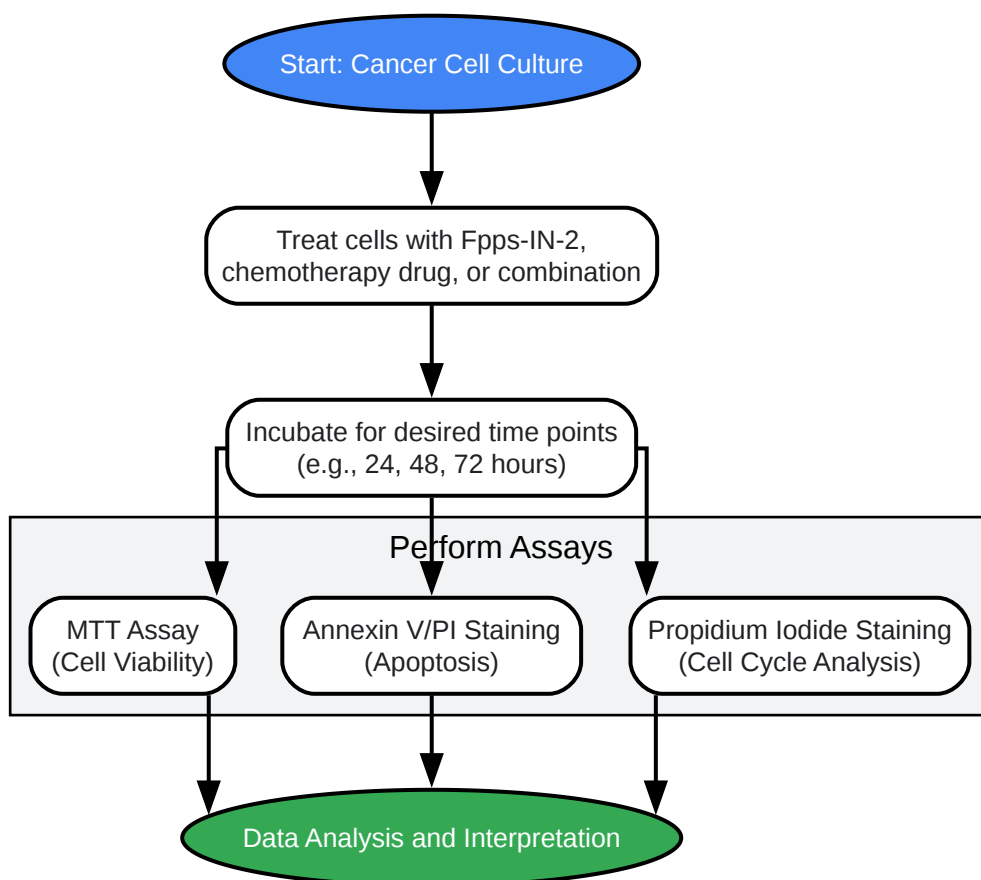 Start: Cancer Cell Culture
Treat cells with Fpps-IN-2,
chemotherapy drug, or combination
Incubate for desired time points
(e.g., 24, 48, 72 hours)
Perform Assays
MTT Assay
(Cell Viability)
Annexin V/PI Staining
(Apoptosis)
Propidium Iodide Staining
(Cell Cycle Analysis)
Data Analysis and Interpretation